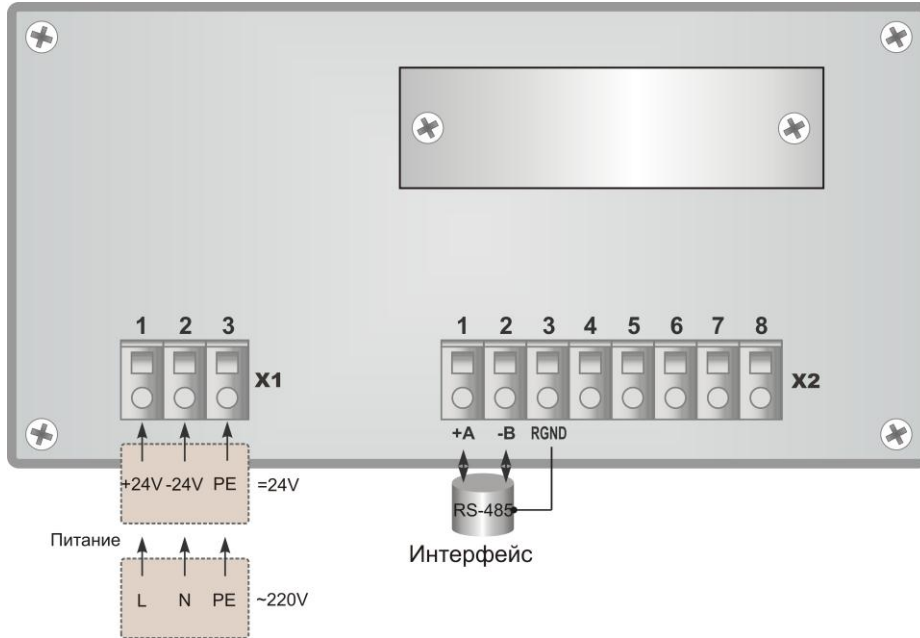 1 2 3
1 2 3 4 5 6 7 8
X1
X2
+A -B RGND
+24V -24V PE =24V
RS-485
Питание
Интерфейс
L N PE ~220V